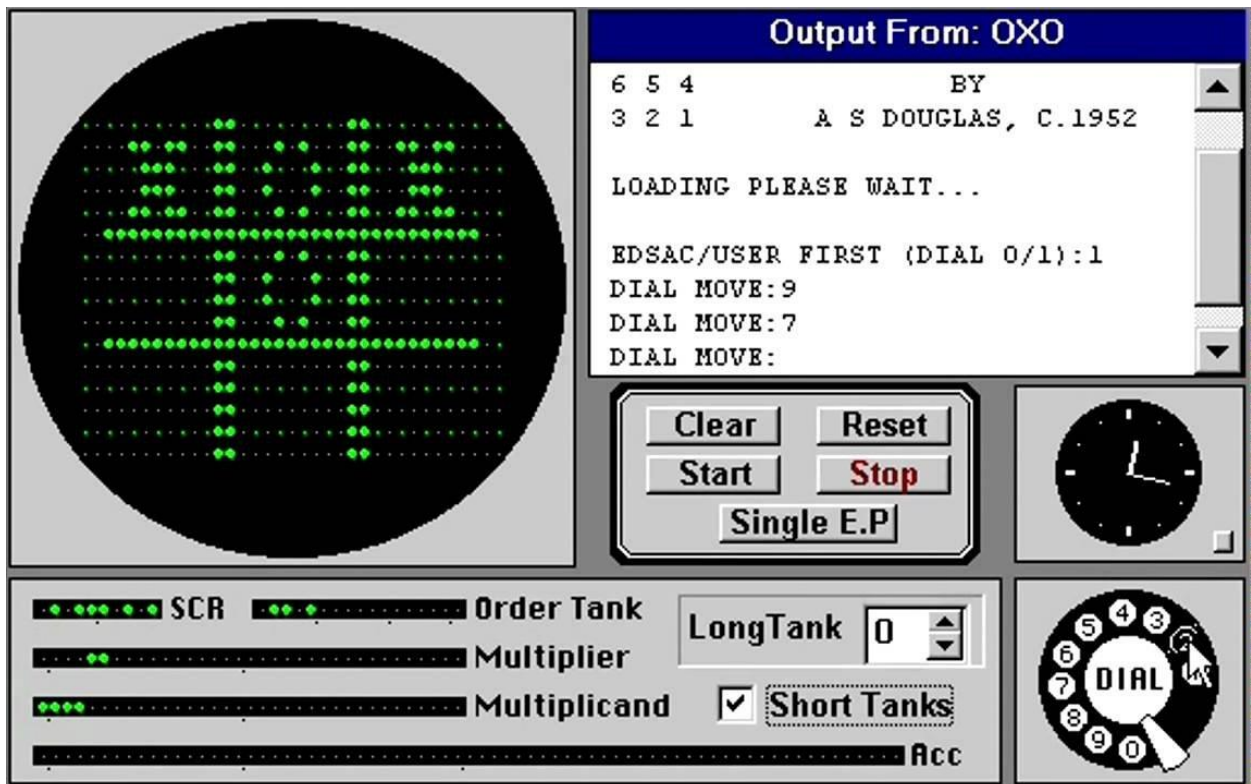 Output From: OXO
6 5 4 BY
3 2 1 A S DOUGLAS, C.1952
LOADING PLEASE WAIT...
EDSAC/USER FIRST (DIAL 0/1):1
DIAL MOVE:9
DIAL MOVE:7
DIAL MOVE:
Clear Reset
Start Stop
Single E.P
SCR Order Tank
Multiplier
Multiplicand
Acc
LongTank 0
Short Tanks
3
4
5
6
7
8
9
0
DIAL